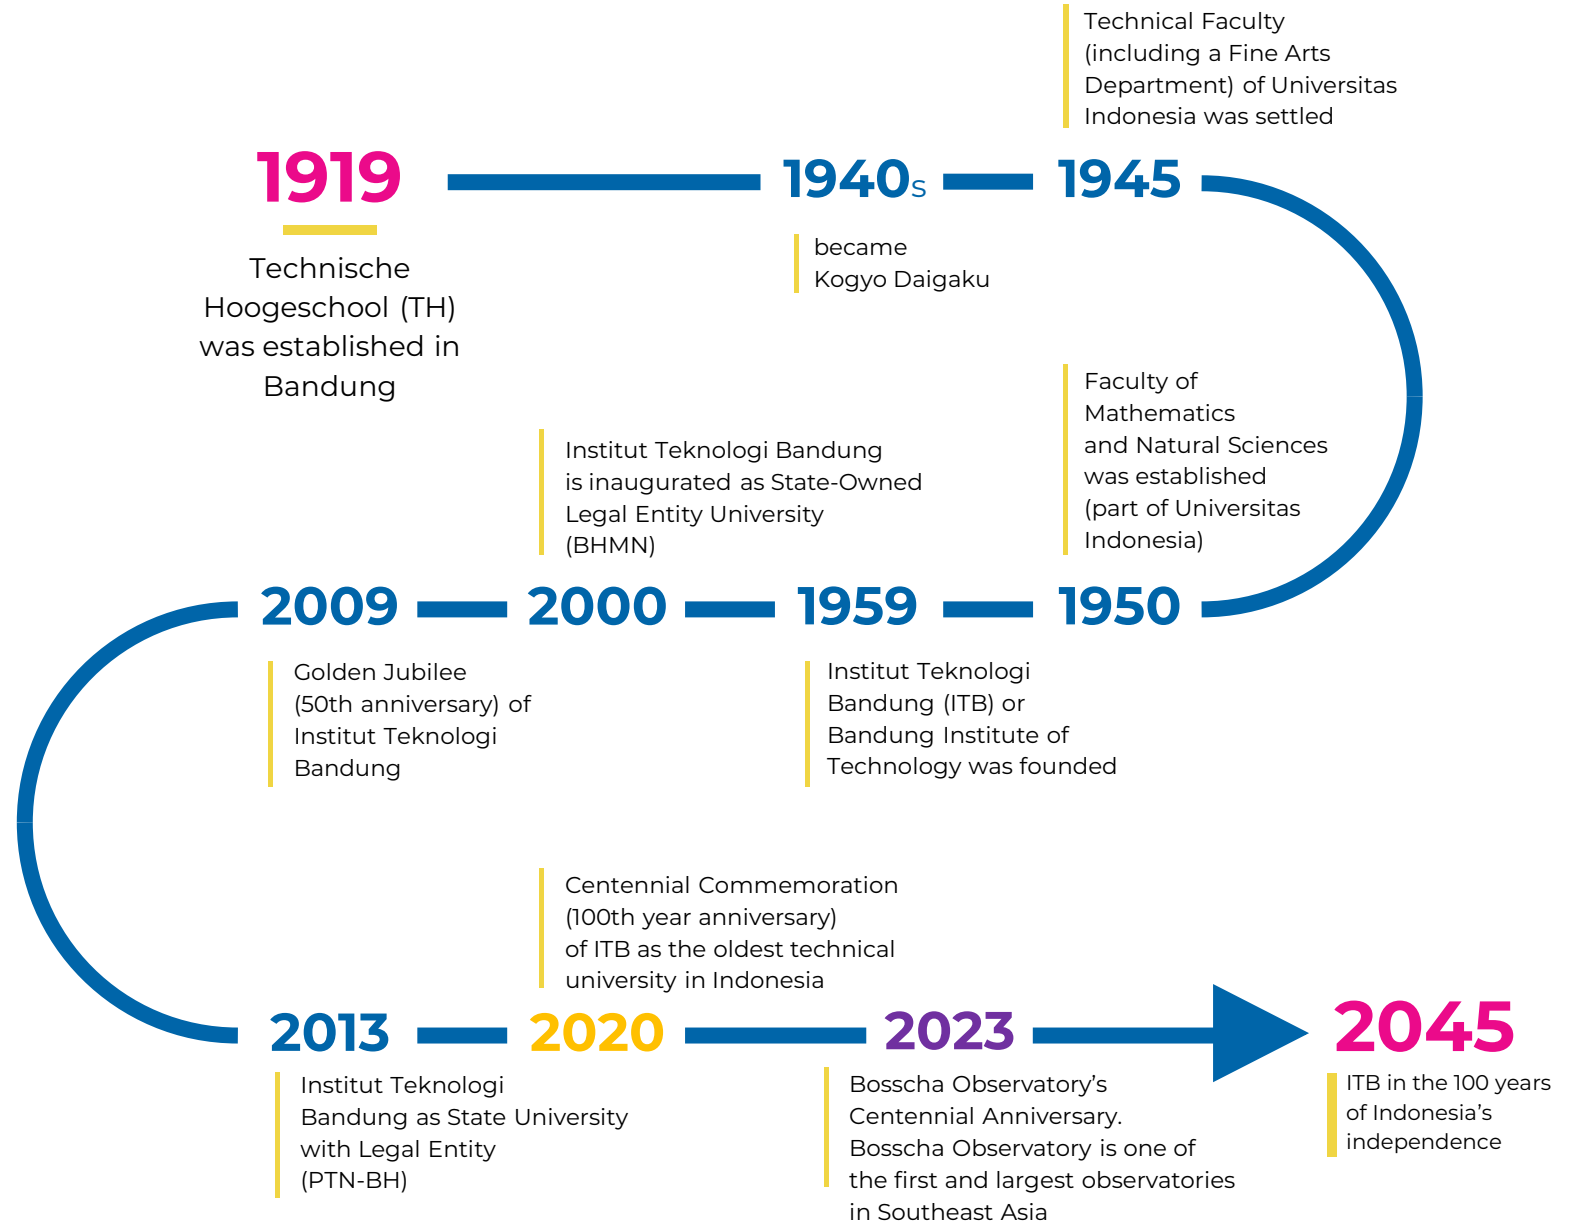 1919
Technische
Hoogeschool (TH)
was established in
Bandung
1940s
became
Kogyo Daigaku
Technical Faculty
(including a Fine Arts
Department) of Universitas
Indonesia was settled
1945
Faculty of
Mathematics
and Natural Sciences
was established
(part of Universitas
Indonesia)
1950
1959
Institut Teknologi
Bandung (ITB) or
Bandung Institute of
Technology was founded
Institut Teknologi Bandung
is inaugurated as State-Owned
Legal Entity University
(BHMN)
2000
2009
Golden Jubilee
(50th anniversary) of
Institut Teknologi
Bandung
2013
Institut Teknologi
Bandung as State University
with Legal Entity
(PTN-BH)
Centennial Commemoration
(100th year anniversary)
of ITB as the oldest technical
university in Indonesia
2020
2023
Bosscha Observatory’s
Centennial Anniversary.
Bosscha Observatory is one of
the first and largest observatories
in Southeast Asia
2045
ITB in the 100 years
of Indonesia’s
independence